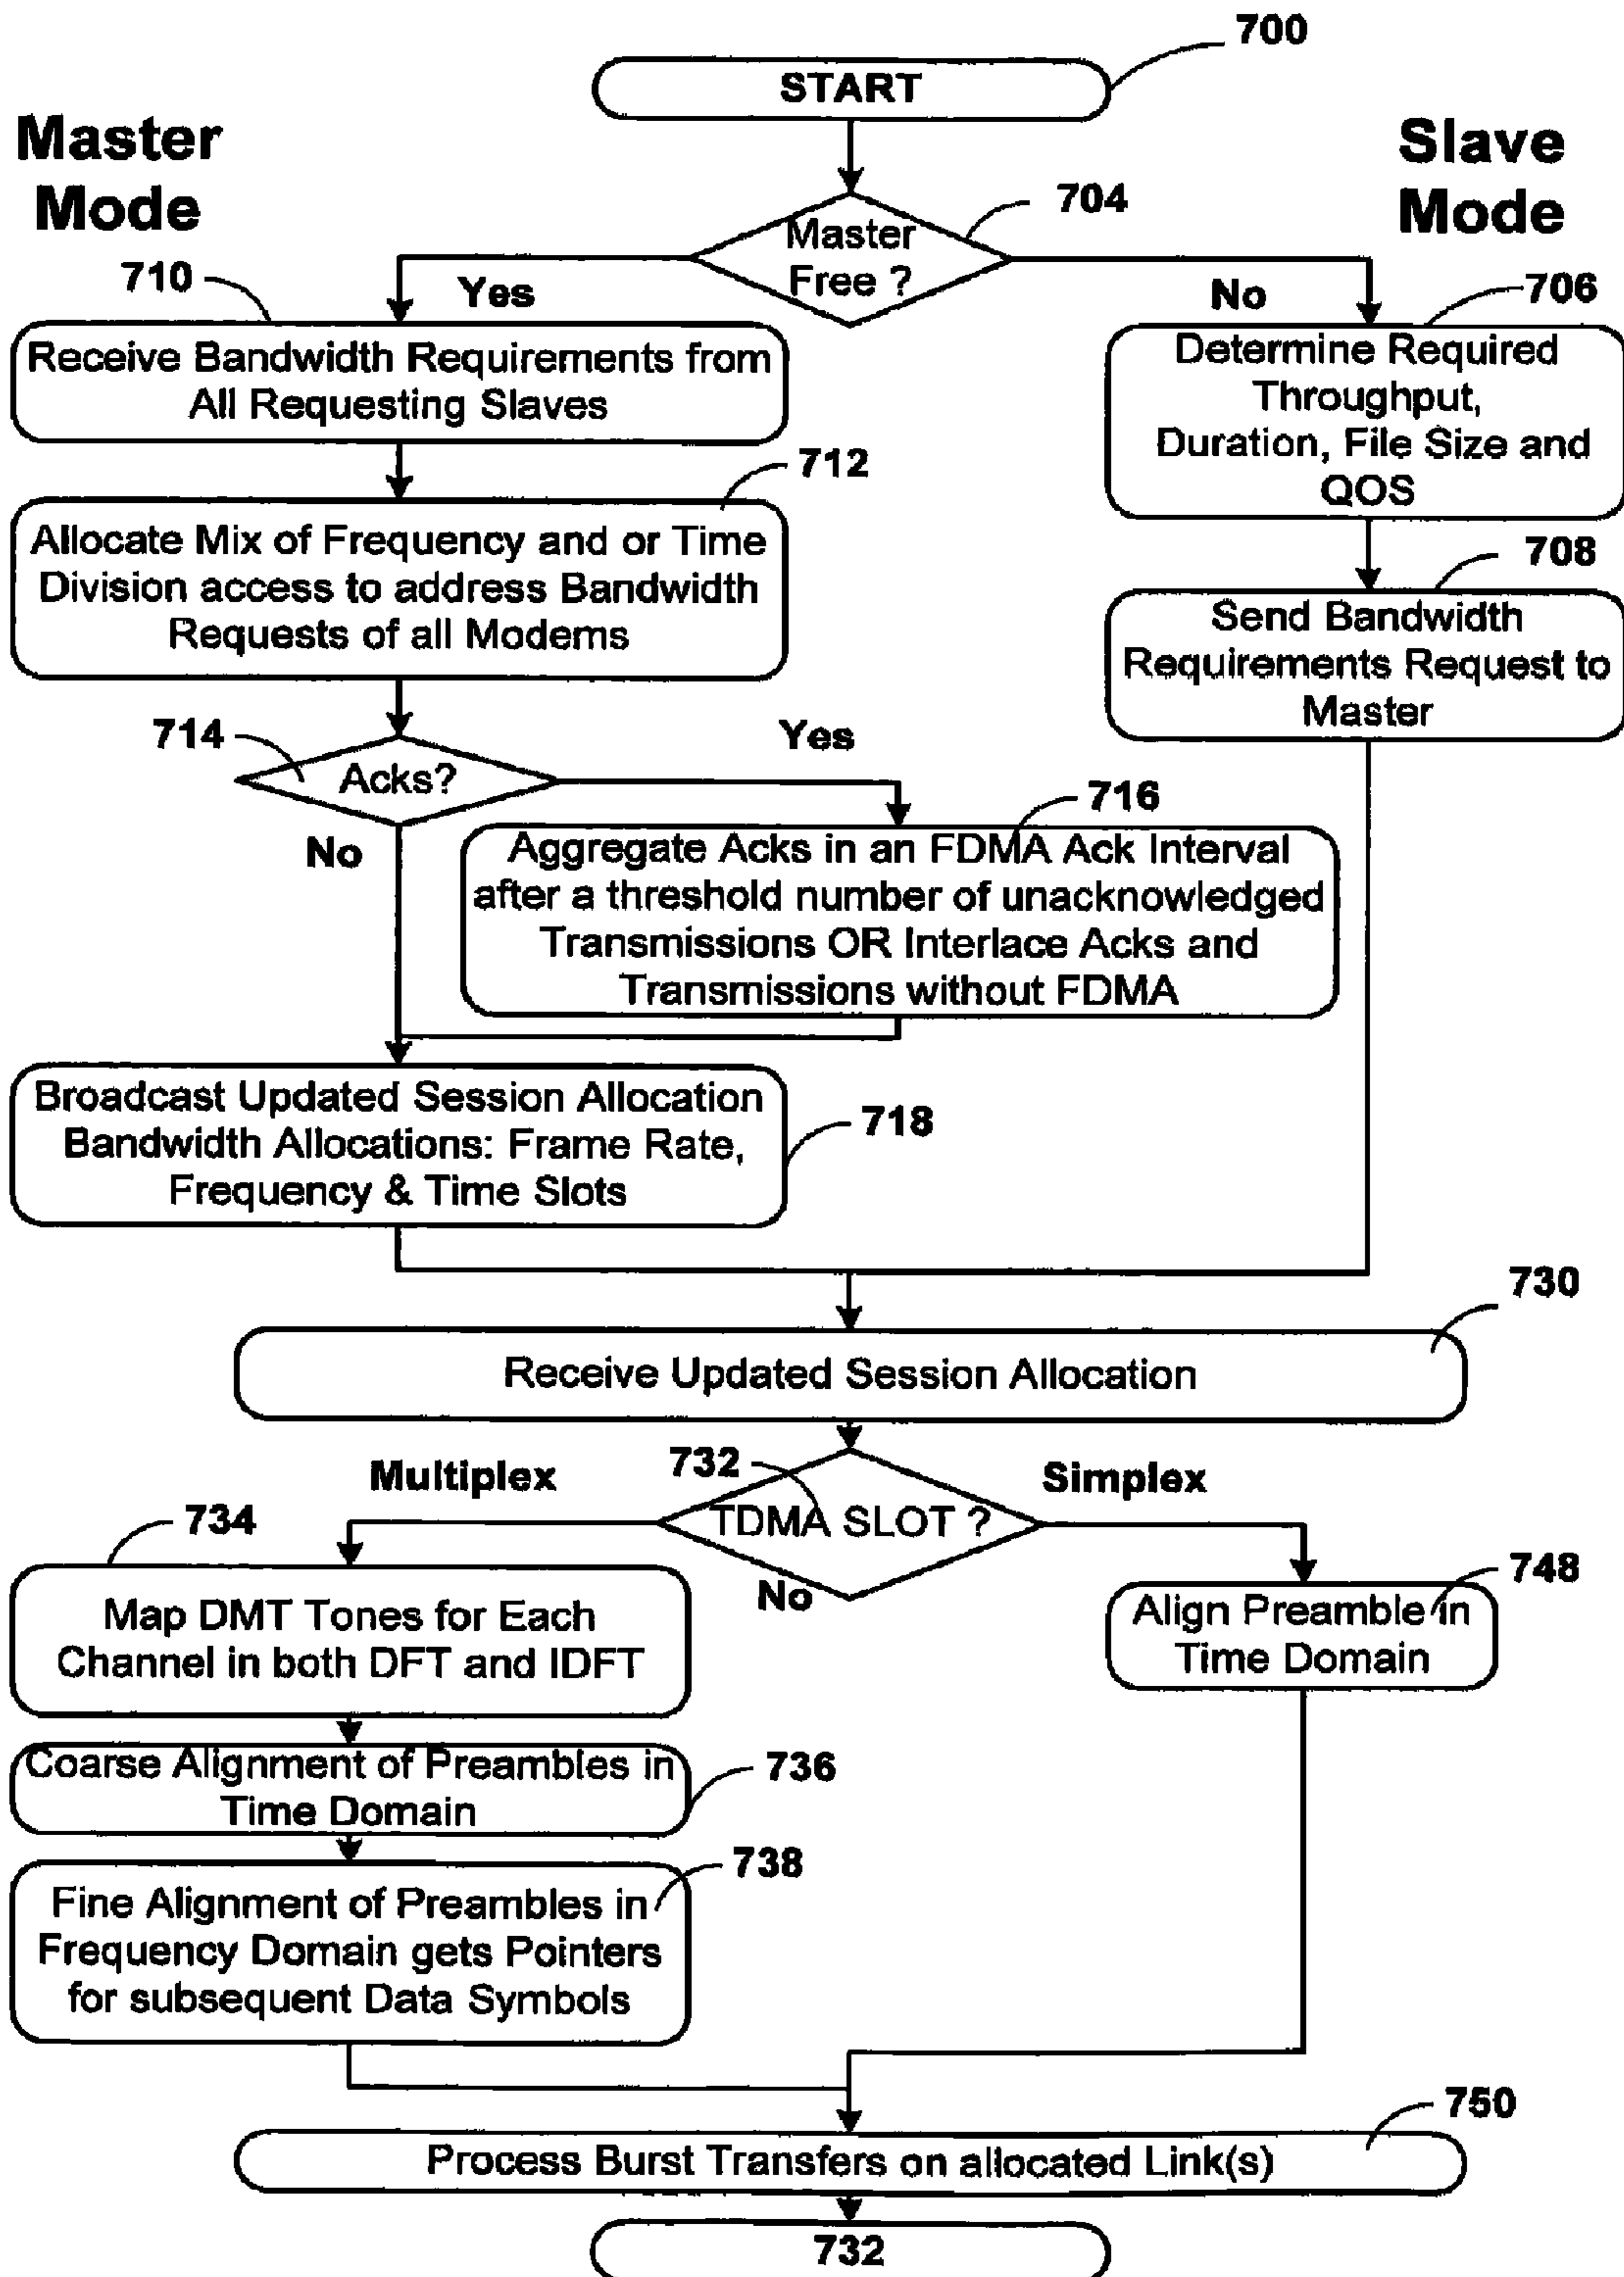 700
START
Master
Mode
Slave
Mode
704
Master
Free ?
710
Yes
No
706
Receive Bandwidth Requirements from
All Requesting Slaves
Determine Required
Throughput,
Duration, File Size and
QOS
712
Allocate Mix of Frequency and or Time
Division access to address Bandwidth
Requests of all Modems
708
Send Bandwidth
Requirements Request to
Master
714
Acks?
Yes
No
716
Aggregate Acks in an FDMA Ack Interval
after a threshold number of unacknowledged
Transmissions OR Interlace Acks and
Transmissions without FDMA
Broadcast Updated Session Allocation
Bandwidth Allocations: Frame Rate,
Frequency & Time Slots
718
730
Receive Updated Session Allocation
Multiplex
732
Simplex
TDMA SLOT ?
No
734
Map DMT Tones for Each
Channel in both DFT and IDFT
748
Align Preamble in
Time Domain
Coarse Alignment of Preambles in
Time Domain
736
738
Fine Alignment of Preambles in
Frequency Domain gets Pointers
for subsequent Data Symbols
750
Process Burst Transfers on allocated Link(s)
732